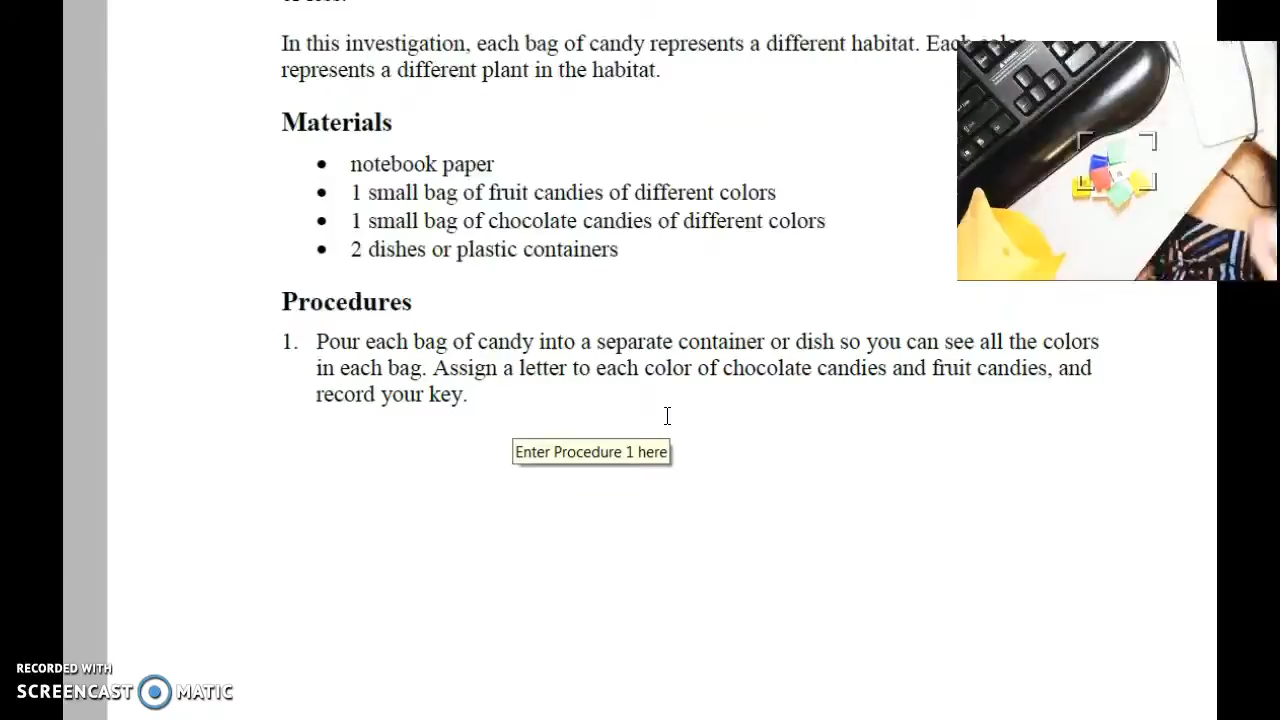 In this investigation, each bag of candy represents a different habitat. Each color
represents a different plant in the habitat.
Materials
• notebook paper
• 1 small bag of fruit candies of different colors
• 1 small bag of chocolate candies of different colors
• 2 dishes or plastic containers
Procedures
1. Pour each bag of candy into a separate container or dish so you can see all the colors
in each bag. Assign a letter to each color of chocolate candies and fruit candies, and
record your key.
Enter Procedure 1 here
RECORDED WITH
SCREENCAST MATIC